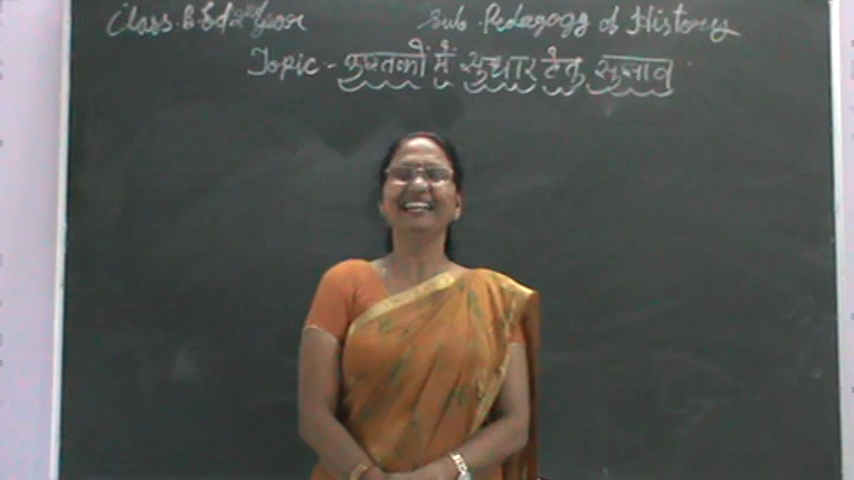 Class. B.Ed 2nd Year Sub. Pedagogy of History
Topic - पुस्तकों में सुधार हेतु सुझाव